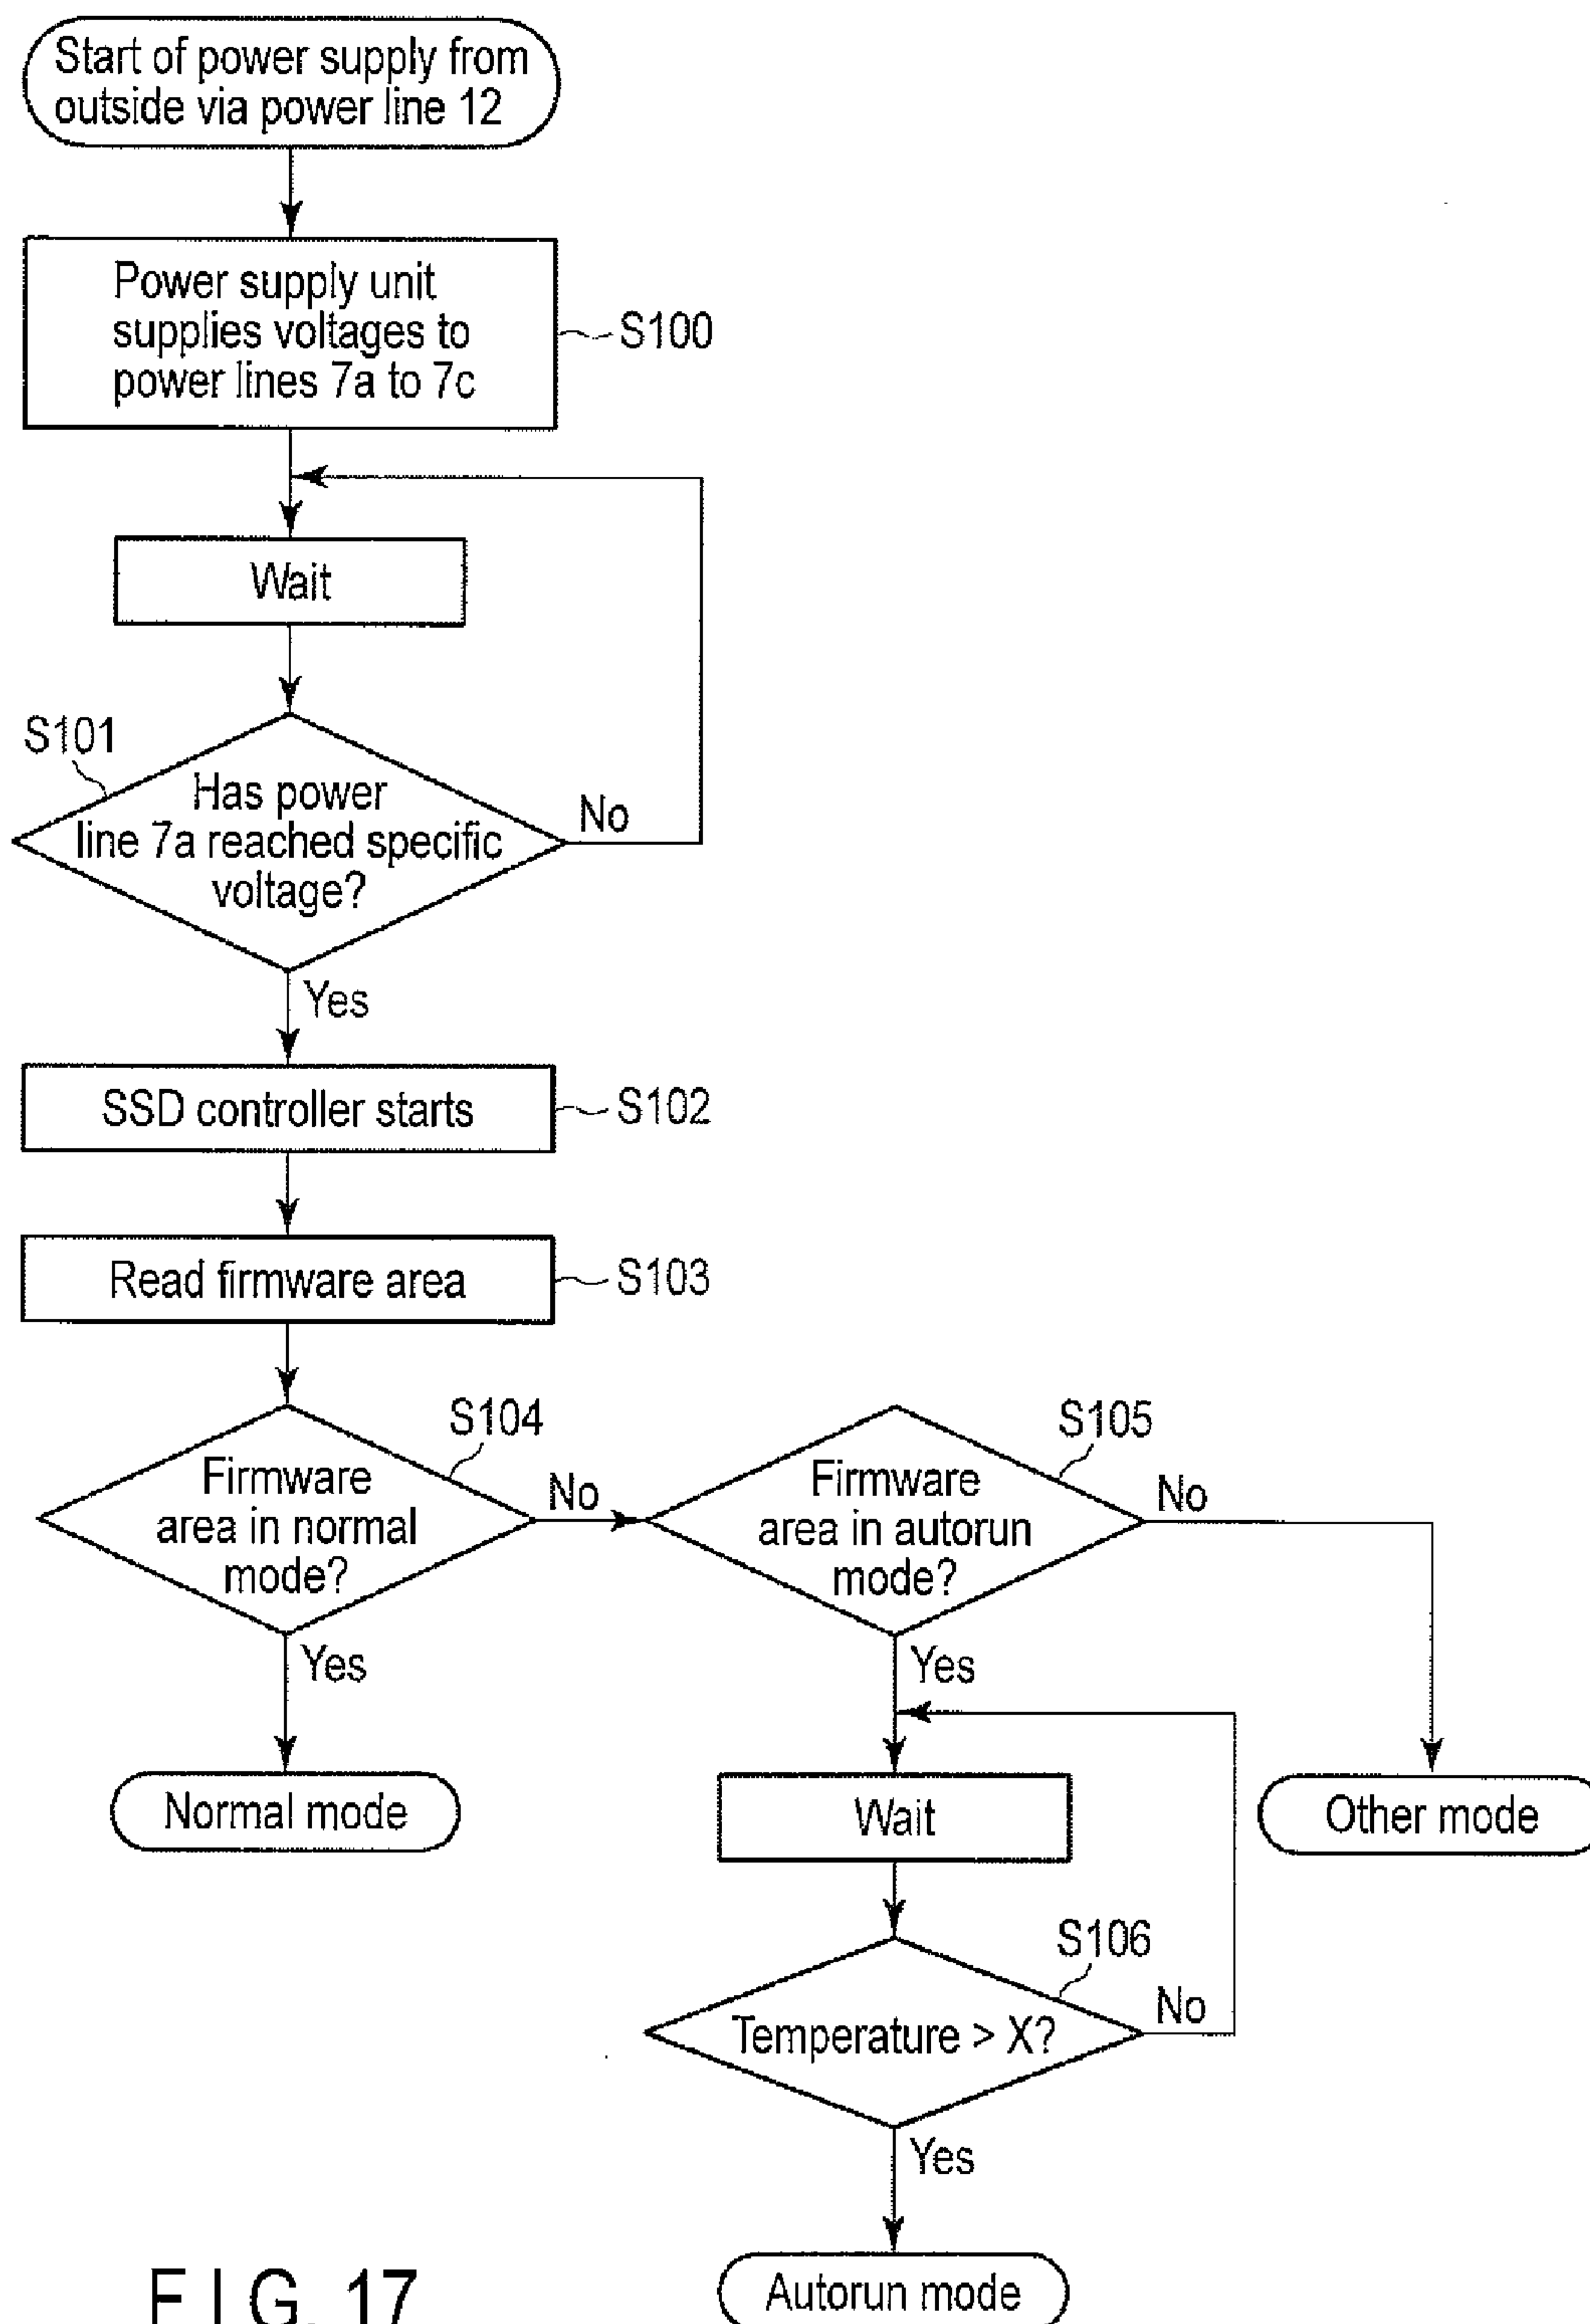 Start of power supply from
outside via power line 12
Power supply unit
supplies voltages to
power lines 7a to 7c
S100
Wait
S101
Has power
line 7a reached specific
voltage?
No
Yes
SSD controller starts
S102
Read firmware area
S103
S104
Firmware
area in normal
mode?
No
Yes
S105
Firmware
area in autorun
mode?
No
Yes
Normal mode
Wait
Other mode
S106
Temperature > X?
No
Yes
Autorun mode
FIG. 17